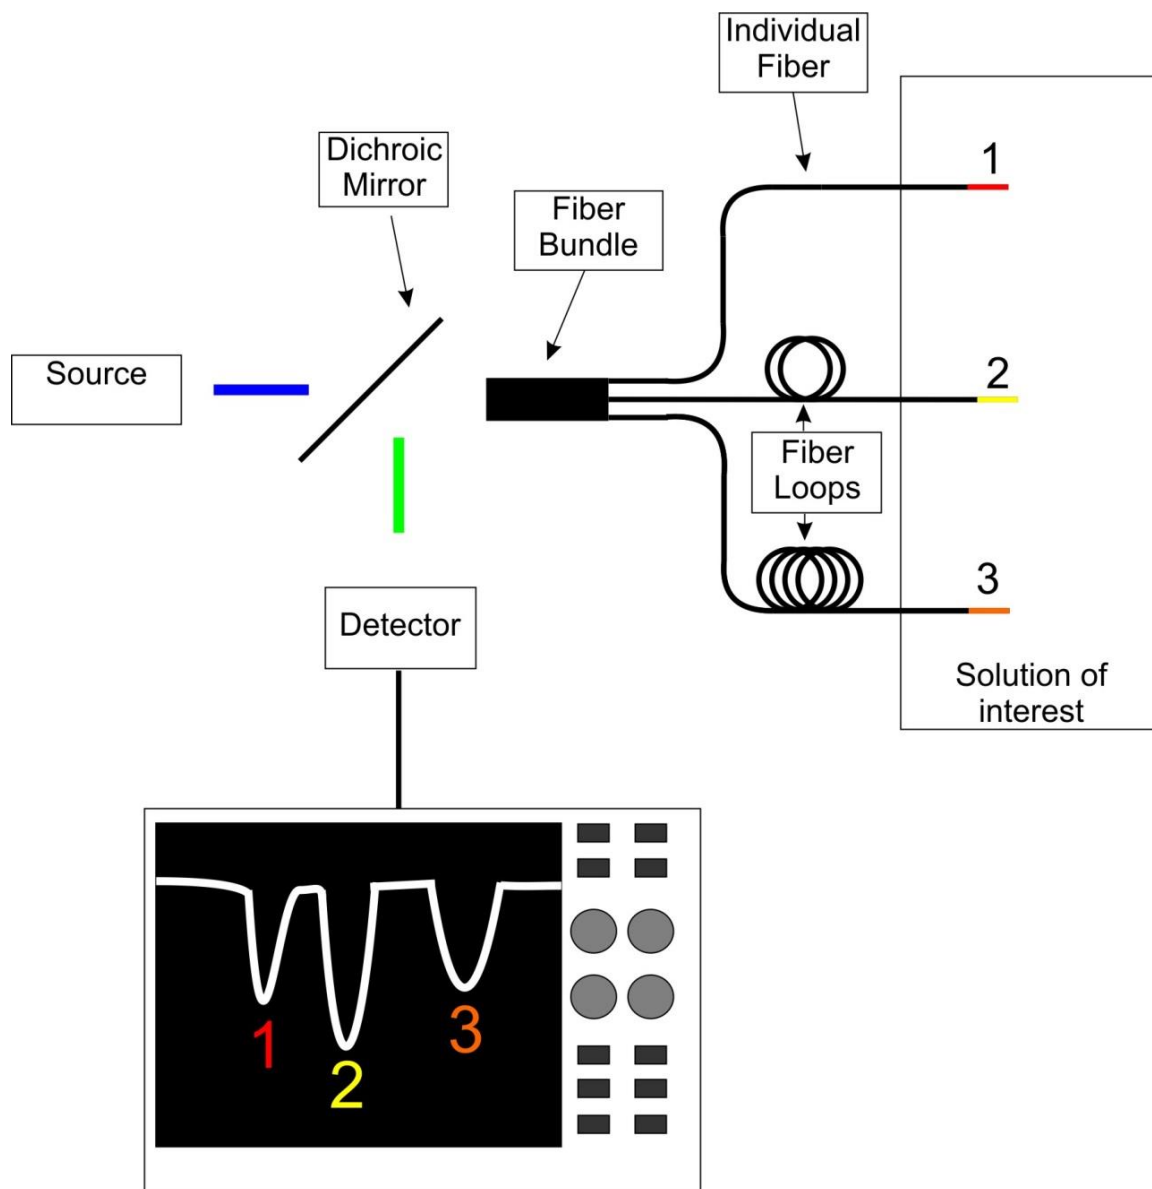 Individual
Fiber
1
Dichroic
Mirror
Fiber
Bundle
Source
2
Fiber
Loops
3
Detector
Solution of
interest
1
2
3